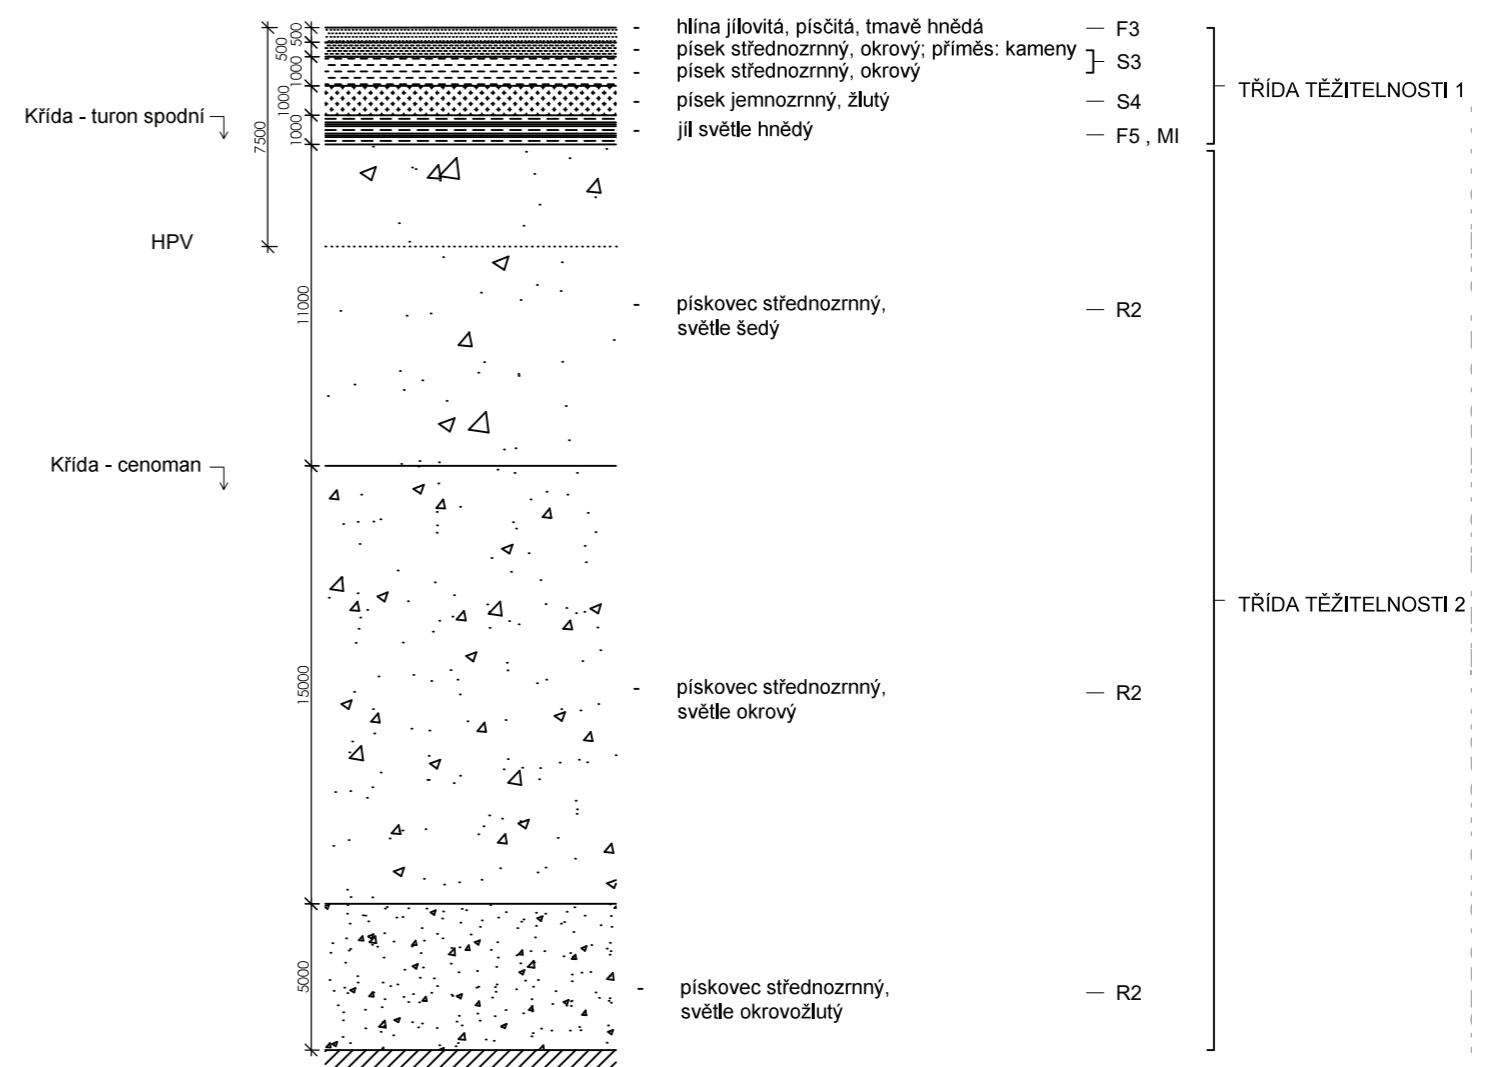 hlína jílovitá, písčitá, tmavě hnědá
F3
písek střednozrnný, okrový; příměs: kameny
S3
písek střednozrnný, okrový
TŘÍDA TĚŽITELNOSTI 1
písek jemnozrnný, žlutý
S4
Křída - turon spodní
jíl světle hnědý
F5 , MI
500
500
1000
1000
1000
7500
HPV
11000
pískovec střednozrnný,
světle šedý
R2
Křída - cenoman
TŘÍDA TĚŽITELNOSTI 2
15000
pískovec střednozrnný,
světle okrový
R2
5000
pískovec střednozrnný,
světle okrovožlutý
R2